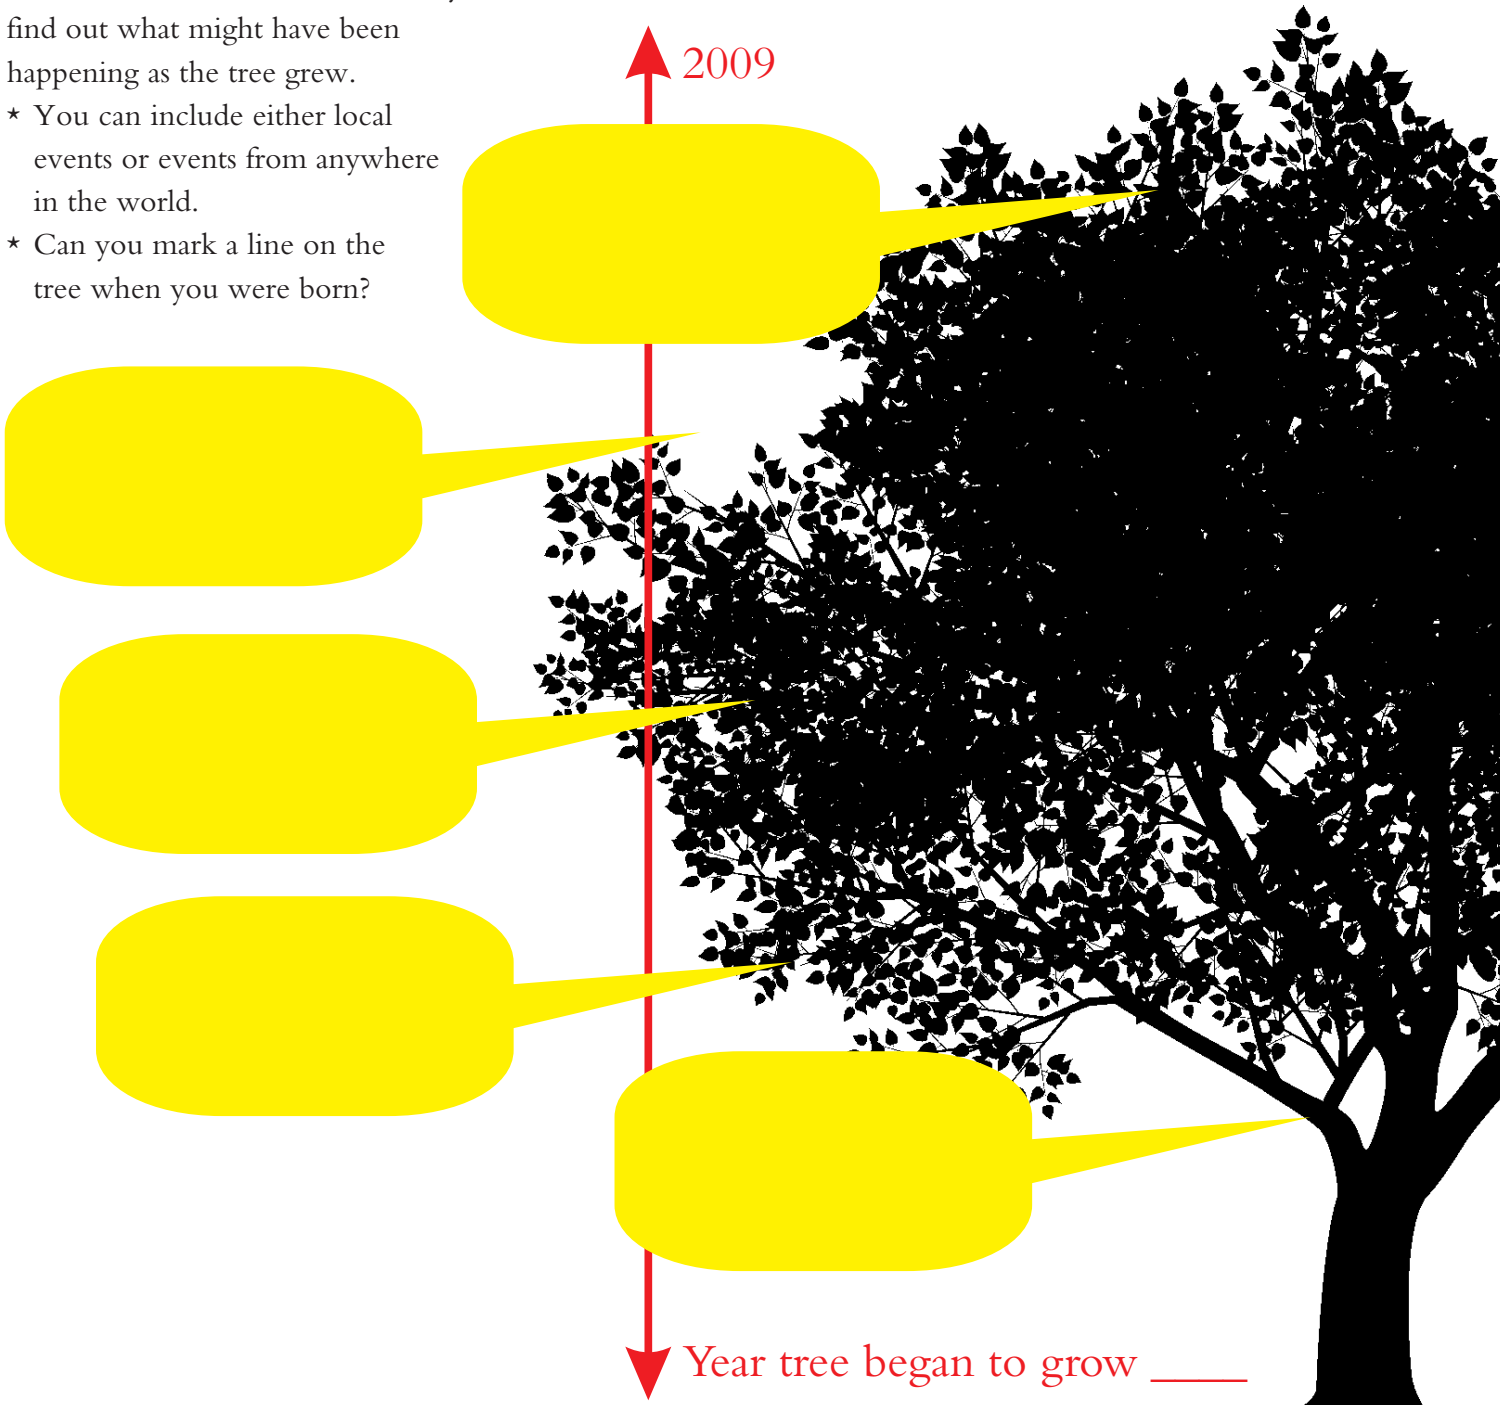 find out what might have been
happening as the tree grew.
★ You can include either local
events or events from anywhere
in the world.
★ Can you mark a line on the
tree when you were born?
2009
Year tree began to grow ____